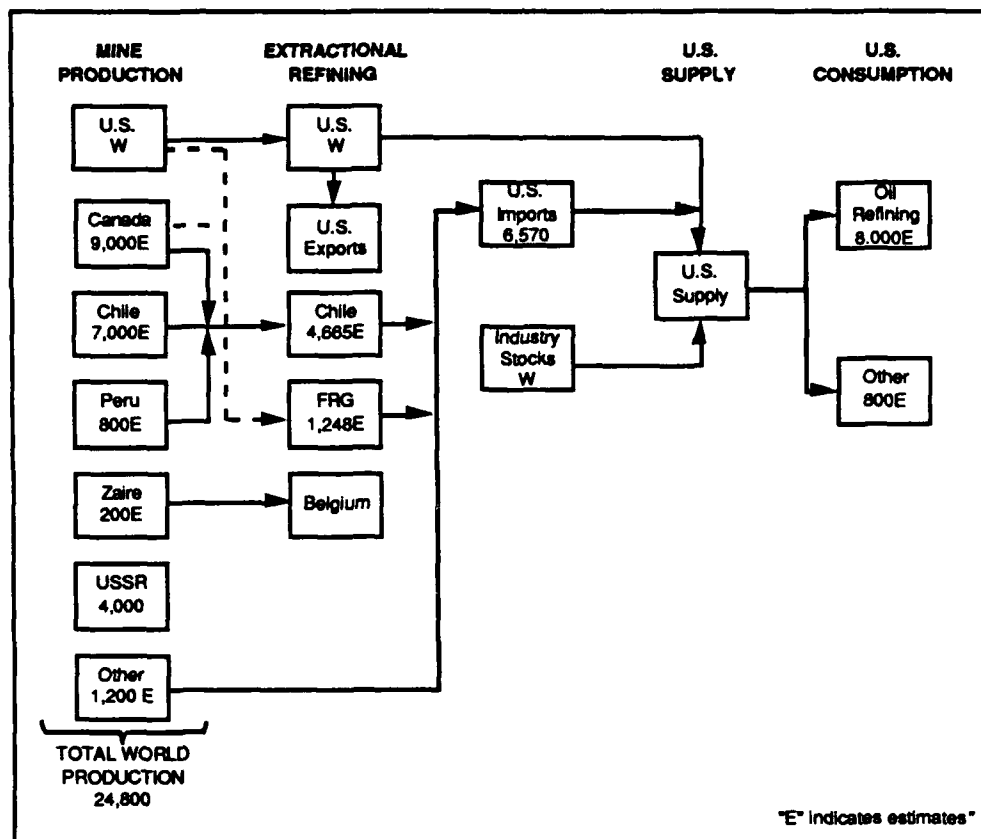 MINE
PRODUCTION
EXTRACTIONAL
REFINING
U.S.
SUPPLY
U.S.
CONSUMPTION
U.S.
W
Canada
9,000E
Chile
7,000E
Peru
800E
Zaire
200E
USSR
4,000
Other
1,200 E
TOTAL WORLD
PRODUCTION
24,800
U.S.
W
U.S.
Exports
Chile
4,665E
FRG
1,248E
Belgium
U.S.
Imports
6,570
Industry
Stocks
W
U.S.
Supply
Oil
Refining
8.000E
Other
800E
"E" indicates estimates"